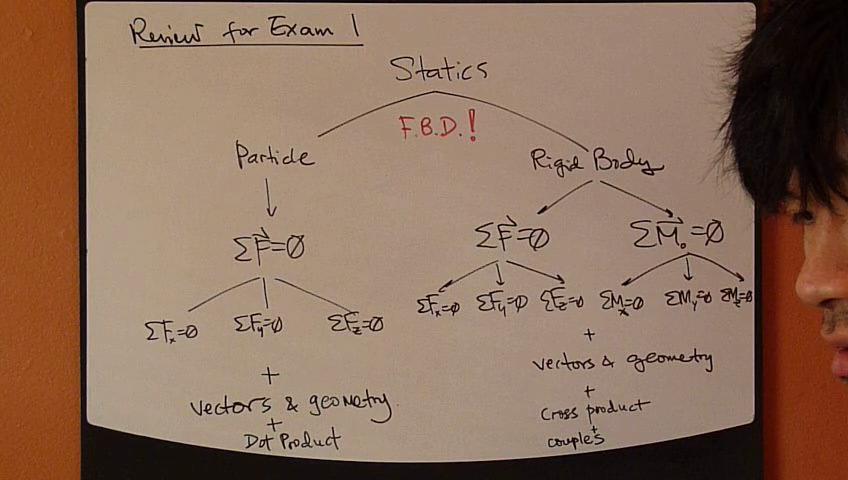 Review for Exam 1
Statics
F.B.D.!
Particle
Rigid Body
ΣF⃗=∅
ΣF⃗=∅
ΣM⃗₀=∅
ΣFx=∅
ΣFy=∅
ΣFz=∅
ΣFx=∅
ΣFy=∅
ΣFz=∅
ΣMx=∅
ΣMy=∅
ΣMz=∅
+
vectors & geometry
+
Dot Product
+
vectors & geometry
+
Cross product
+
couples